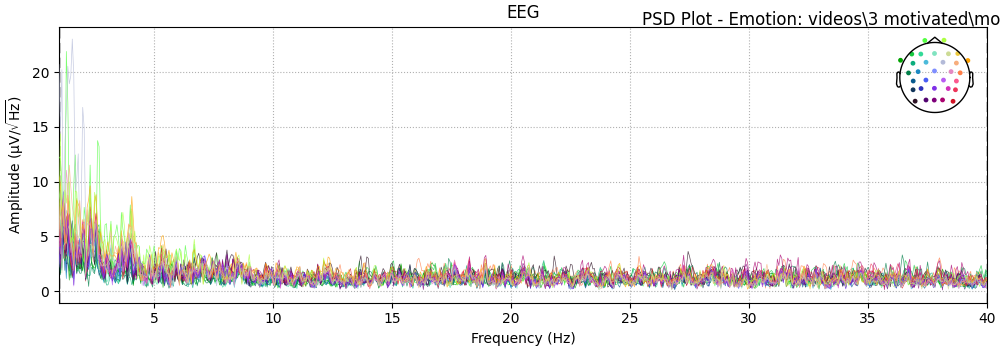 EEG
PSD Plot - Emotion: videos\3 motivated\mo
Amplitude (µV/√Hz)
20
15
10
5
0
5 10 15 20 25 30 35 40
Frequency (Hz)